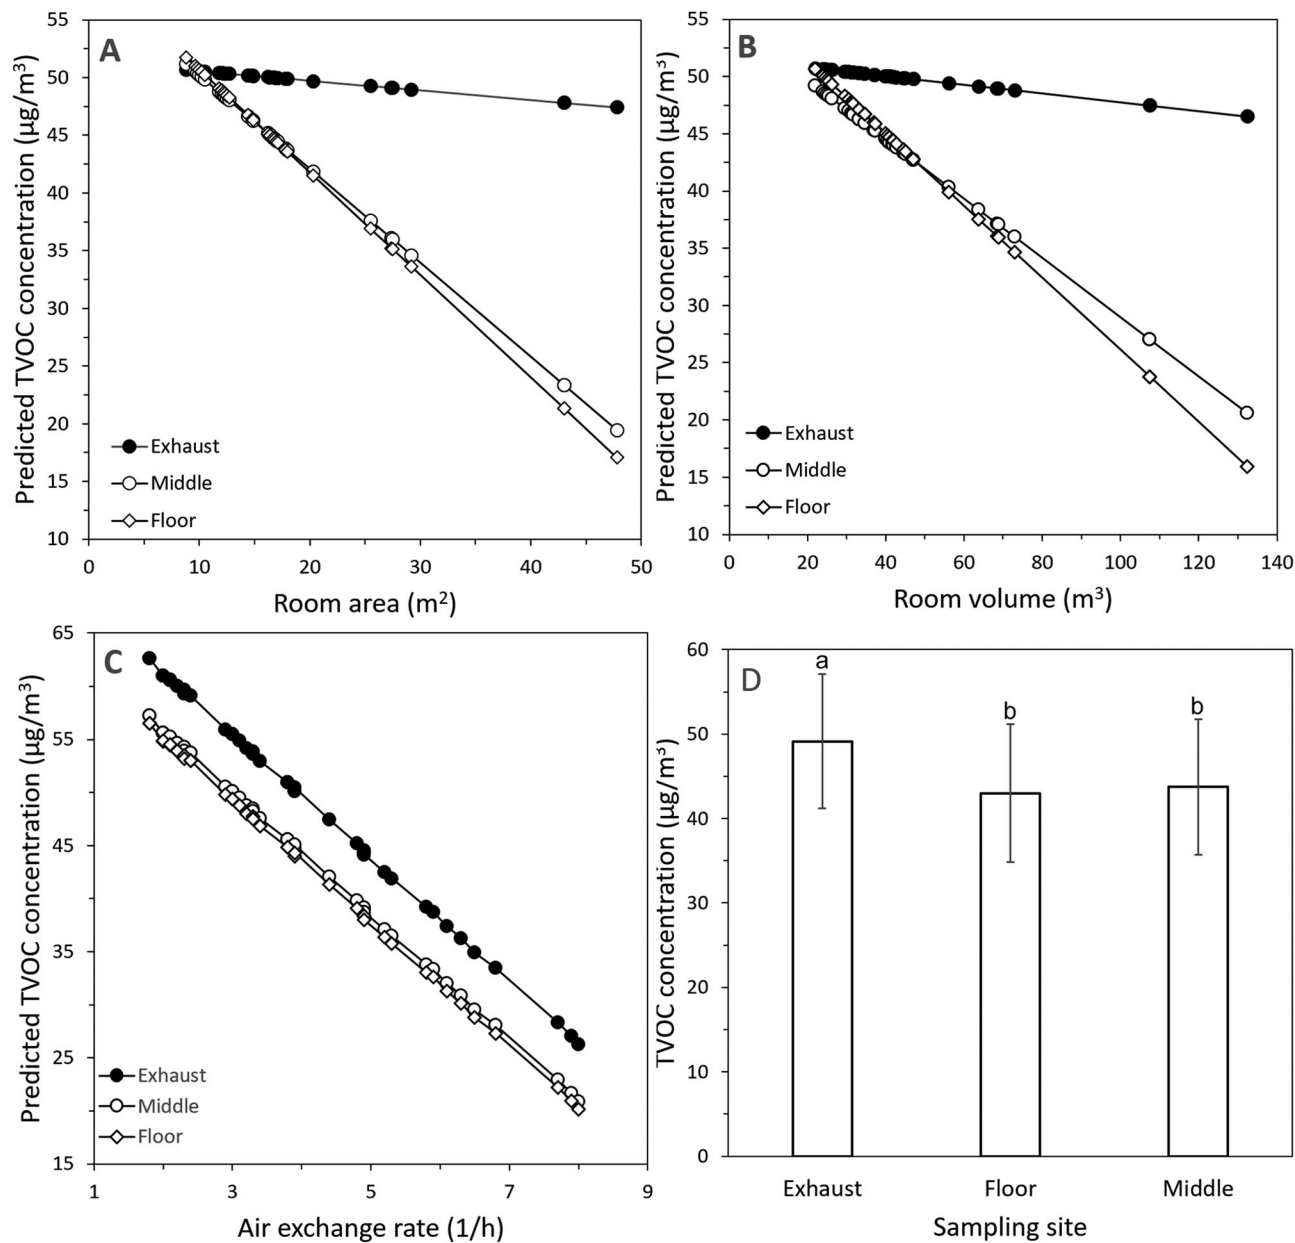 A
Predicted TVOC concentration (µg/m³)
55
50
45
40
35
30
25
20
15
10
Exhaust
Middle
Floor
0 10 20 30 40 50
Room area (m²)
B
Predicted TVOC concentration (µg/m³)
55
50
45
40
35
30
25
20
15
10
Exhaust
Middle
Floor
0 20 40 60 80 100 120 140
Room volume (m³)
C
Predicted TVOC concentration (µg/m³)
65
55
45
35
25
15
Exhaust
Middle
Floor
1 3 5 7 9
Air exchange rate (1/h)
D
TVOC concentration (µg/m³)
60
50
40
30
20
10
0
a
b
b
Exhaust Floor Middle
Sampling site